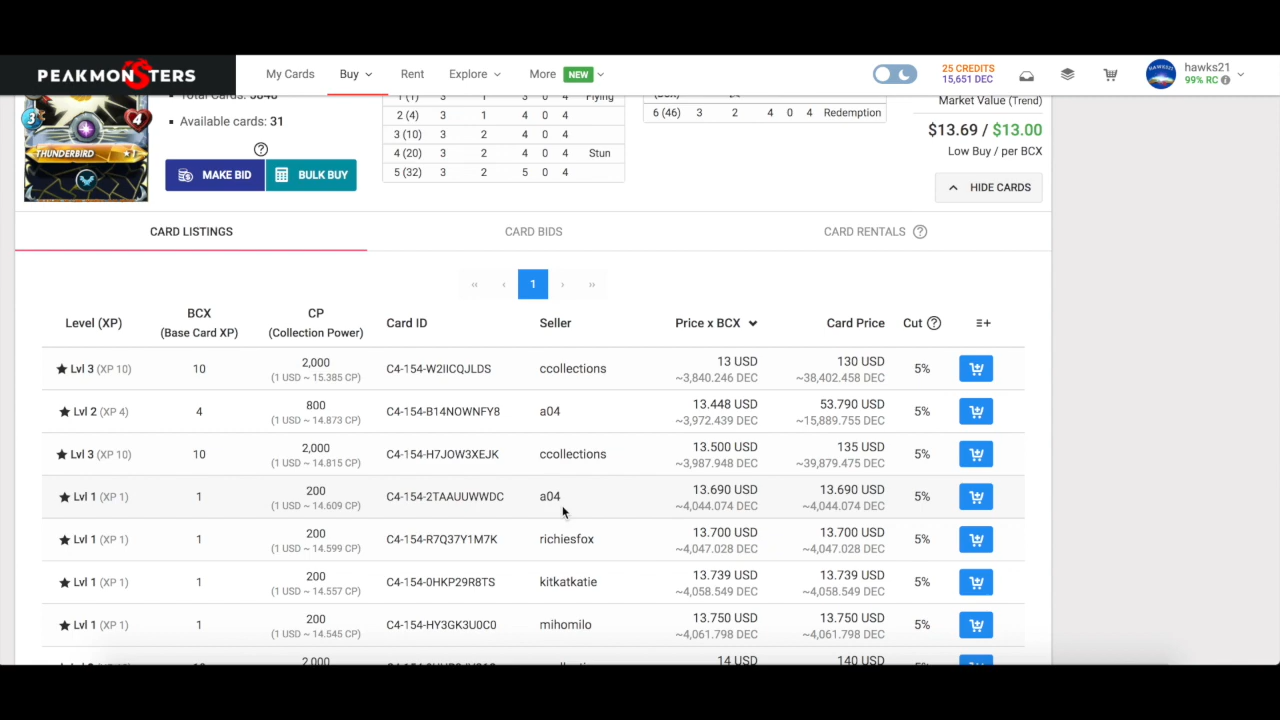 PEAKMONSTERS
My Cards
Buy
Rent
Explore
More NEW
25 CREDITS
15,651 DEC
hawks21
99% RC
3
4
THUNDERBIRD ★1
Available cards: 31
MAKE BID
BULK BUY
1 (1) 3 1 3 0 4 Flying
2 (4) 3 1 4 0 4
3 (10) 3 2 4 0 4
4 (20) 3 2 4 0 4 Stun
5 (32) 3 2 5 0 4
6 (46) 3 2 4 0 4 Redemption
Market Value (Trend)
$13.69 / $13.00
Low Buy / per BCX
HIDE CARDS
CARD LISTINGS
CARD BIDS
CARD RENTALS ?
«« ‹ 1 › »»
Level (XP) BCX (Base Card XP) CP (Collection Power) Card ID Seller Price x BCX Card Price Cut ?
★ Lvl 3 (XP 10) 10 2,000 C4-154-W2IICQJLDS ccollections 13 USD 130 USD 5%
(1 USD ~ 15.385 CP) ~3,840.246 DEC ~38,402.458 DEC
★ Lvl 2 (XP 4) 4 800 C4-154-B14NOWNFY8 a04 13.448 USD 53.790 USD 5%
(1 USD ~ 14.873 CP) ~3,972.439 DEC ~15,889.755 DEC
★ Lvl 3 (XP 10) 10 2,000 C4-154-H7JOW3XEJK ccollections 13.500 USD 135 USD 5%
(1 USD ~ 14.815 CP) ~3,987.948 DEC ~39,879.475 DEC
★ Lvl 1 (XP 1) 1 200 C4-154-2TAAUUWWDC a04 13.690 USD 13.690 USD 5%
(1 USD ~ 14.609 CP) ~4,044.074 DEC ~4,044.074 DEC
★ Lvl 1 (XP 1) 1 200 C4-154-R7Q37Y1M7K richiesfox 13.700 USD 13.700 USD 5%
(1 USD ~ 14.599 CP) ~4,047.028 DEC ~4,047.028 DEC
★ Lvl 1 (XP 1) 1 200 C4-154-0HKP29R8TS kitkatkatie 13.739 USD 13.739 USD 5%
(1 USD ~ 14.557 CP) ~4,058.549 DEC ~4,058.549 DEC
★ Lvl 1 (XP 1) 1 200 C4-154-HY3GK3U0C0 mihomilo 13.750 USD 13.750 USD 5%
(1 USD ~ 14.545 CP) ~4,061.798 DEC ~4,061.798 DEC
2,000 14 USD 140 USD